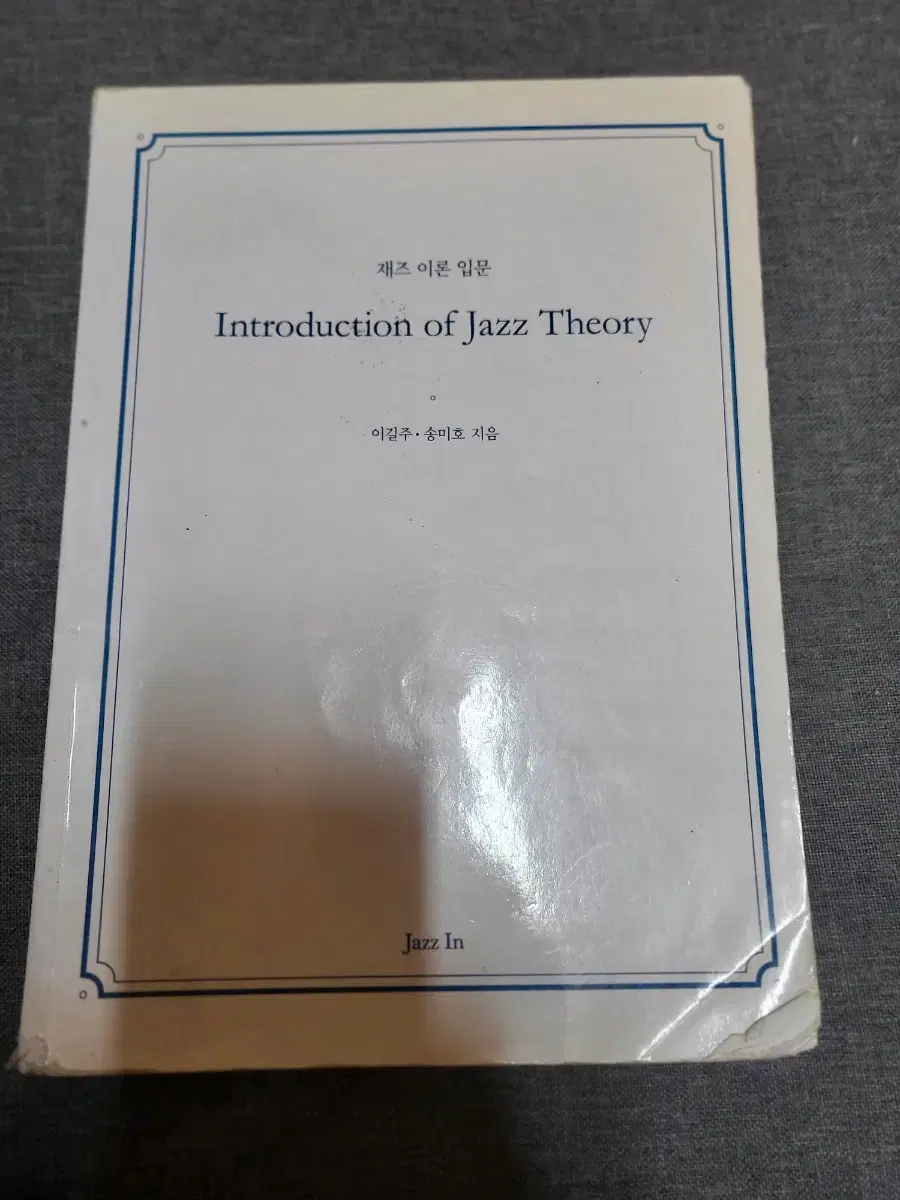 재즈 이론 입문
Introduction of Jazz Theory
이길주 • 송미호 지음
Jazz In